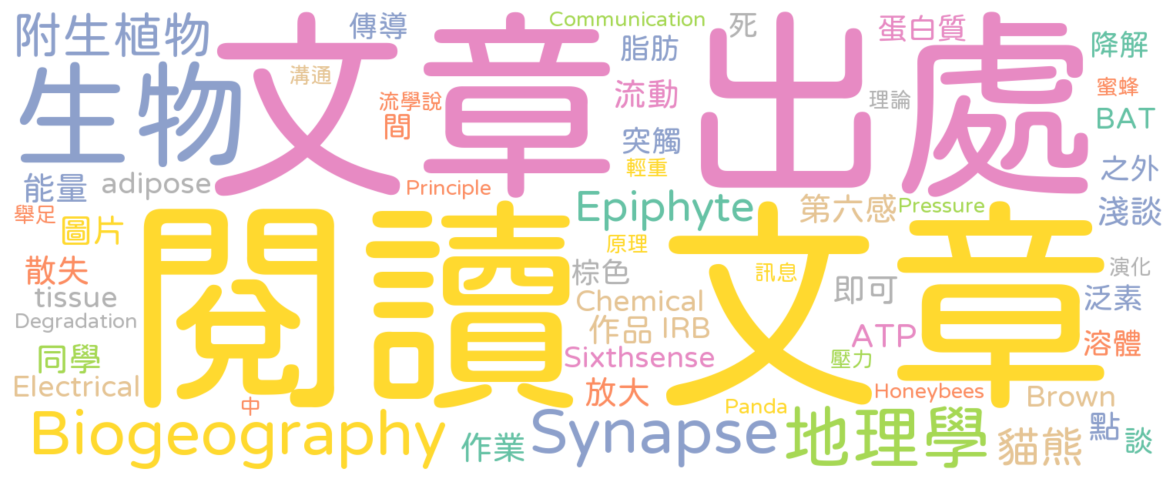 附生植物
傳導
Communication
死
蛋白質
生物
文章出處
脂肪
降解
溝通
流學說
流動
理論
蜜蜂
間
突觸
BAT
能量
adipose
Principle
輕重
之外
舉足
圖片
Epiphyte
第六感
Pressure
淺談
閱讀文章
原理
散失
棕色
訊息
即可
演化
tissue
Chemical
泛素
Degradation
作品
IRB
ATP
溶體
同學
Sixthsense
壓力
Electrical
放大
Honeybees
Brown
中
Panda
Biogeography
作業
Synapse
地理學
貓熊
點
談